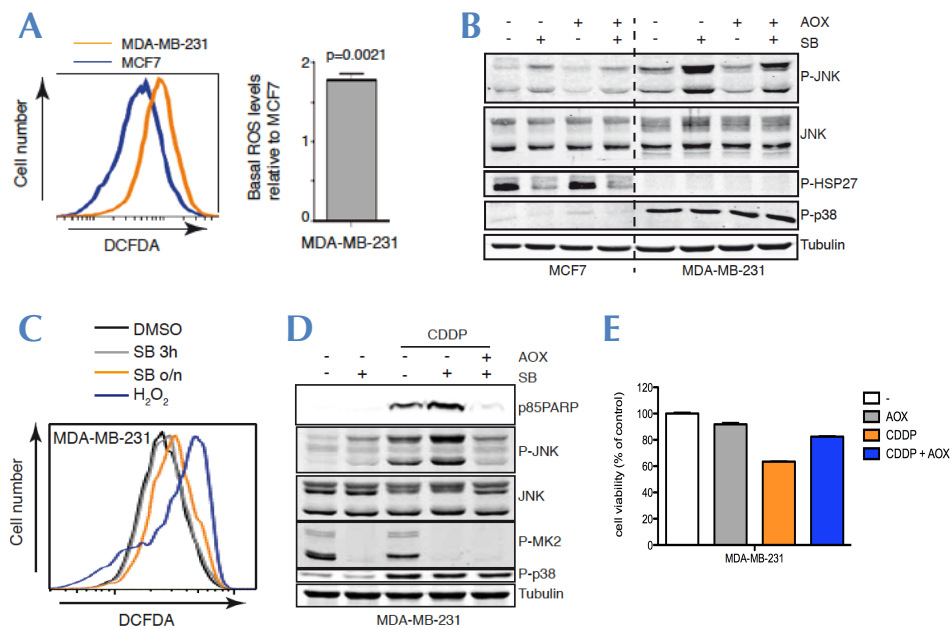 A
MDA-MB-231
MCF7
Cell number
DCFDA
Basal ROS levels
relative to MCF7
p=0.0021
2
1
0
MDA-MB-231
B
- - + + - - + + AOX
- + - + - + - + SB
P-JNK
JNK
P-HSP27
P-p38
Tubulin
MCF7 MDA-MB-231
C
DMSO
SB 3h
SB o/n
H₂O₂
MDA-MB-231
Cell number
DCFDA
D
CDDP
- - - - + AOX
- + - + + SB
p85PARP
P-JNK
JNK
P-MK2
P-p38
Tubulin
MDA-MB-231
E
cell viability (% of control)
120
100
80
60
40
20
0
MDA-MB-231
-
AOX
CDDP
CDDP + AOX